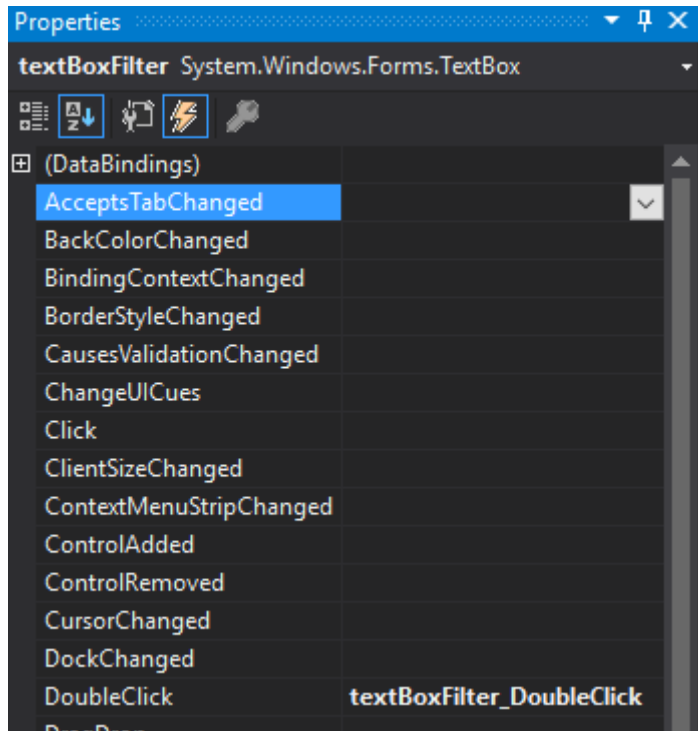 Properties
textBoxFilter System.Windows.Forms.TextBox
(DataBindings)
AcceptsTabChanged
BackColorChanged
BindingContextChanged
BorderStyleChanged
CausesValidationChanged
ChangeUICues
Click
ClientSizeChanged
ContextMenuStripChanged
ControlAdded
ControlRemoved
CursorChanged
DockChanged
DoubleClick textBoxFilter_DoubleClick